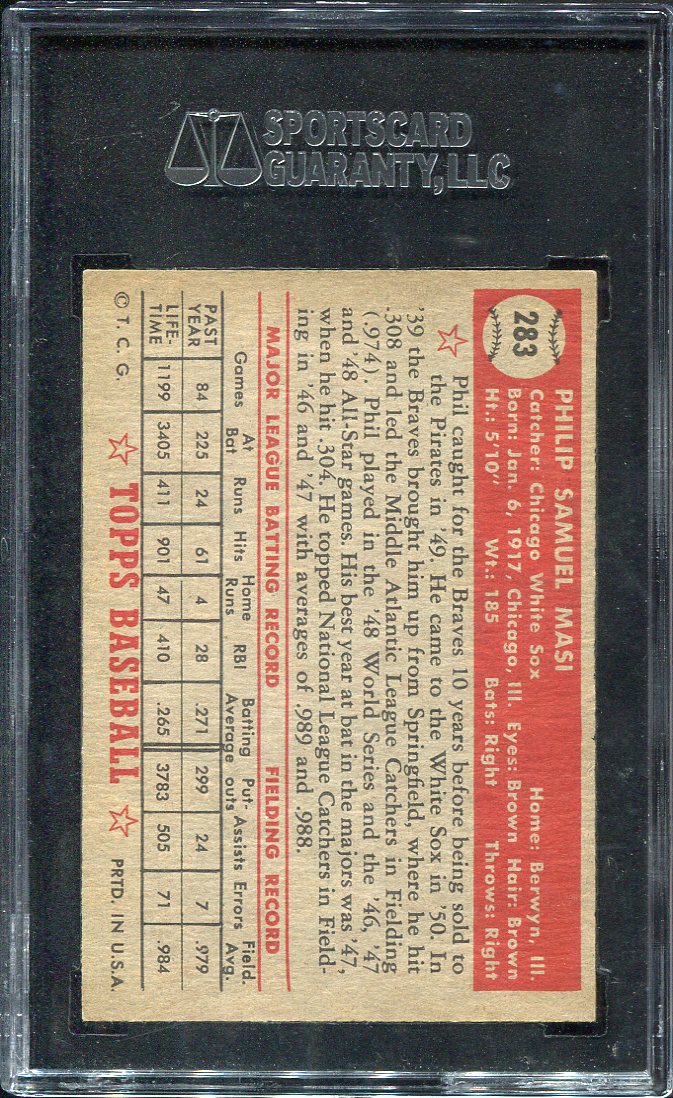 SPORTSCARD
GUARANTY, LLC
283
PHILIP SAMUEL MASI
Catcher: Chicago White Sox Home: Berwyn, Ill.
Born: Jan. 6, 1917, Chicago, Ill. Eyes: Brown Hair: Brown
Ht.: 5'10" Wt.: 185 Bats: Right Throws: Right
Phil caught for the Braves 10 years before being sold to
the Pirates in '49. He came to the White Sox in '50. In
'39 the Braves brought him up from Springfield, where he hit
.308 and led the Middle Atlantic League Catchers in Fielding
(.974). Phil played in the '48 World Series and the '46, '47
and '48 All-Star games. His best year at bat in the majors was '47,
when he hit .304. He topped National League Catchers in Field-
ing in '46 and '47 with averages of .989 and .988.
MAJOR LEAGUE BATTING RECORD FIELDING RECORD
Games At Bat Runs Hits Home Runs RBI Batting Average Put-outs Assists Errors Field. Avg.
PAST YEAR 84 225 24 61 4 28 .271 299 24 7 .979
LIFE-TIME 1199 3405 411 901 47 410 .265 3783 505 71 .984
© T. C. G. TOPPS BASEBALL PRTD. IN U.S.A.